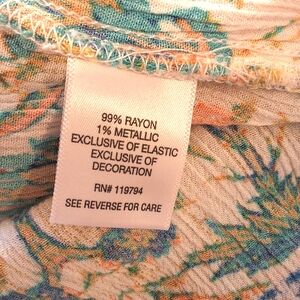 99% RAYON
1% METALLIC
EXCLUSIVE OF ELASTIC
EXCLUSIVE OF
DECORATION
RN# 119794
SEE REVERSE FOR CARE